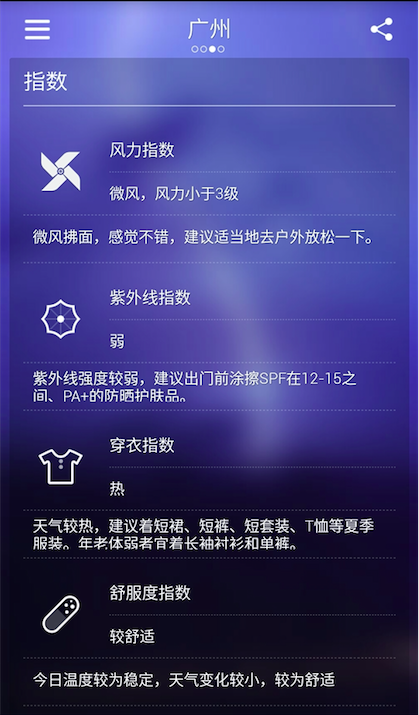 广州
指数
风力指数
微风，风力小于3级
微风拂面，感觉不错，建议适当地去户外放松一下。
紫外线指数
弱
紫外线强度较弱，建议出门前涂擦SPF在12-15之
间、PA+的防晒护肤品。
穿衣指数
热
天气较热，建议着短裙、短裤、短套装、T恤等夏季
服装。年老体弱者宜着长袖衬衫和单裤。
舒服度指数
较舒适
今日温度较为稳定，天气变化较小，较为舒适